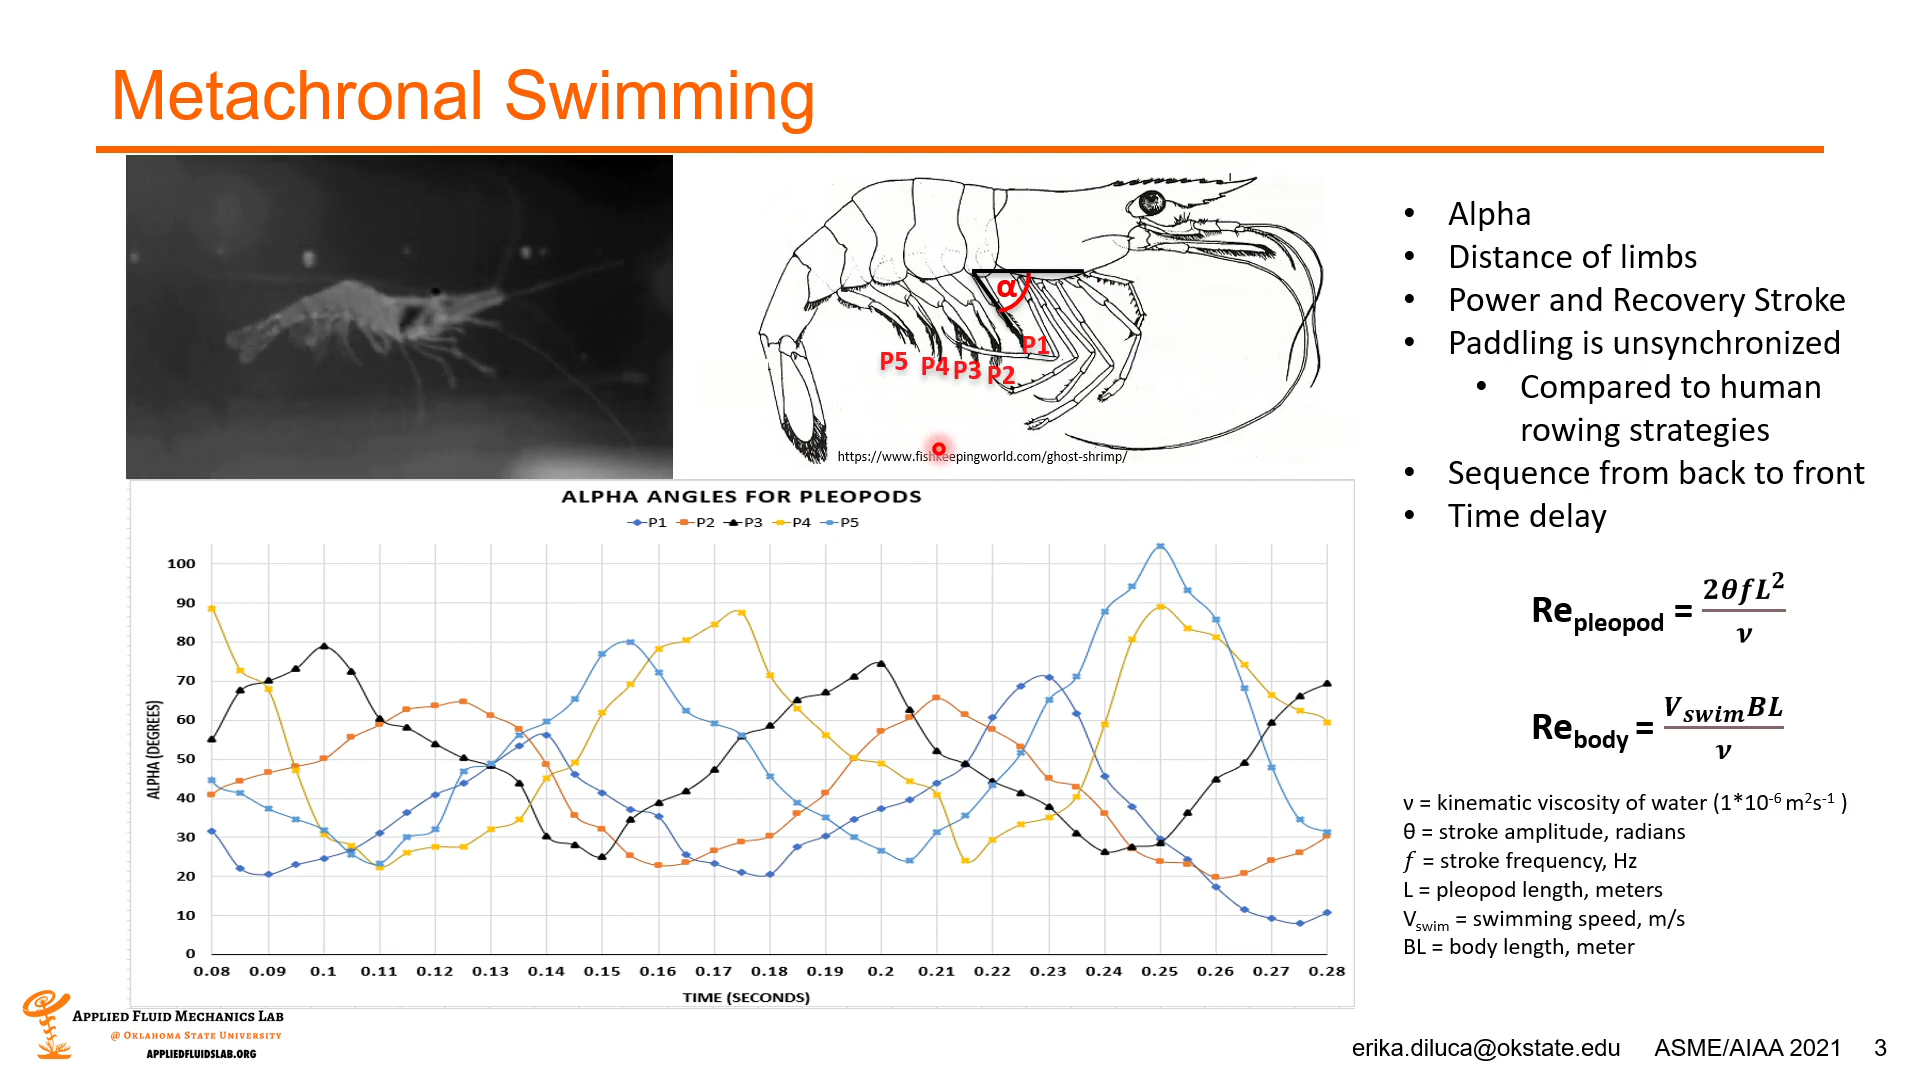 Metachronal Swimming
α
P5 P4 P3 P2 P1
https://www.fishkeepingworld.com/ghost-shrimp/
• Alpha
• Distance of limbs
• Power and Recovery Stroke
• Paddling is unsynchronized
• Compared to human
rowing strategies
• Sequence from back to front
• Time delay
Re_pleopod = 2θfL²/ν
Re_body = V_swim BL/ν
ν = kinematic viscosity of water (1*10⁻⁶ m²s⁻¹ )
θ = stroke amplitude, radians
f = stroke frequency, Hz
L = pleopod length, meters
V_swim = swimming speed, m/s
BL = body length, meter
ALPHA ANGLES FOR PLEOPODS
P1 P2 P3 P4 P5
ALPHA (DEGREES)
100
90
80
70
60
50
40
30
20
10
0
0.08 0.09 0.1 0.11 0.12 0.13 0.14 0.15 0.16 0.17 0.18 0.19 0.2 0.21 0.22 0.23 0.24 0.25 0.26 0.27 0.28
TIME (SECONDS)
APPLIED FLUID MECHANICS LAB
@ OKLAHOMA STATE UNIVERSITY
APPLIEDFLUIDSLAB.ORG
erika.diluca@okstate.edu ASME/AIAA 2021 3